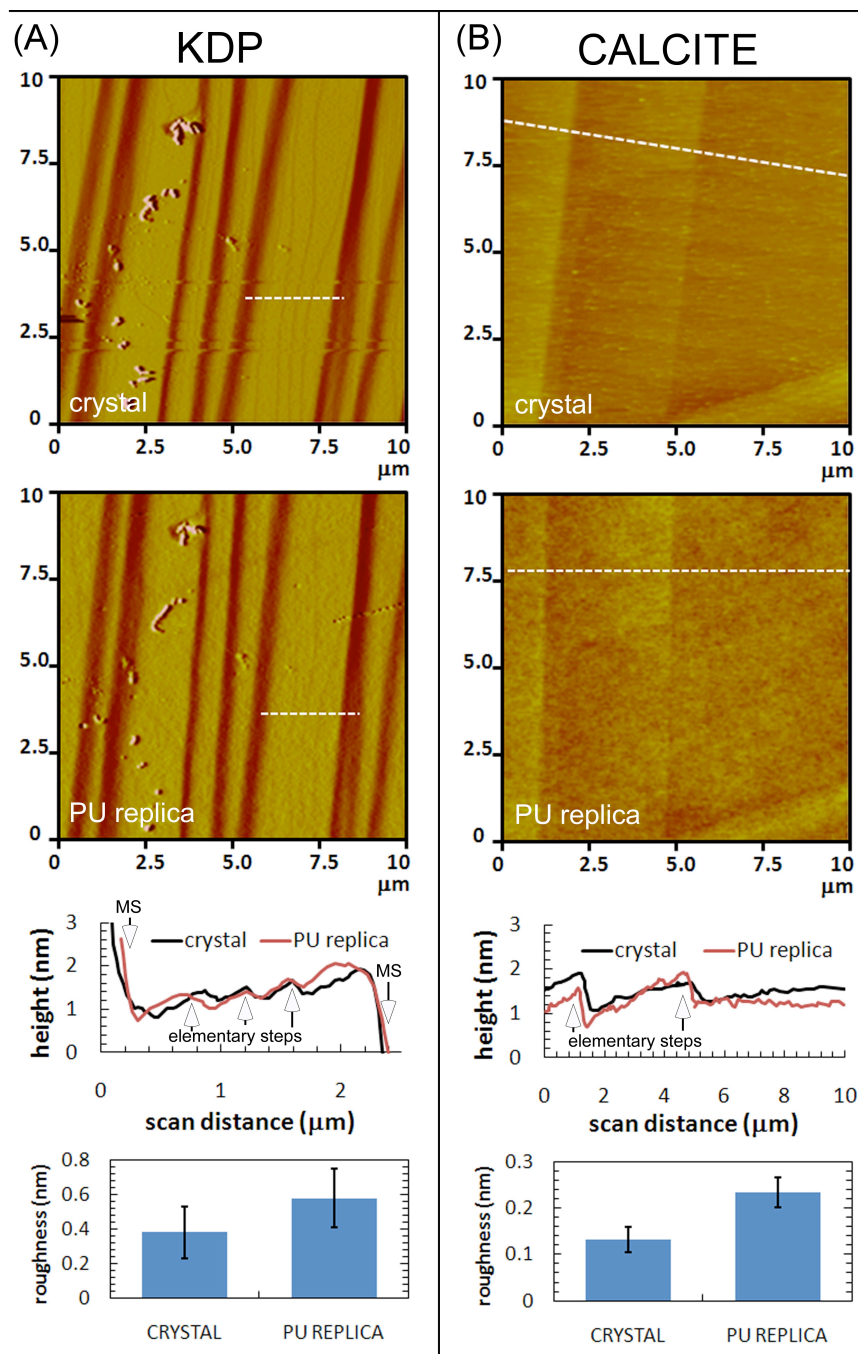 (A)
KDP
10
7.5
5.0
2.5
0
crystal
0
2.5
5.0
7.5
10
μm
10
7.5
5.0
2.5
0
PU replica
0
2.5
5.0
7.5
10
μm
3
2
1
0
height (nm)
MS
crystal
PU replica
MS
elementary steps
0
1
2
scan distance (μm)
0.8
0.6
0.4
0.2
0
roughness (nm)
CRYSTAL
PU REPLICA
(B)
CALCITE
10
7.5
5.0
2.5
0
crystal
0
2.5
5.0
7.5
10
μm
10
7.5
5.0
2.5
0
PU replica
0
2.5
5.0
7.5
10
μm
3
2
1
0
height (nm)
crystal
PU replica
elementary steps
0
2
4
6
8
10
scan distance (μm)
0.3
0.2
0.1
0
roughness (nm)
CRYSTAL
PU REPLICA